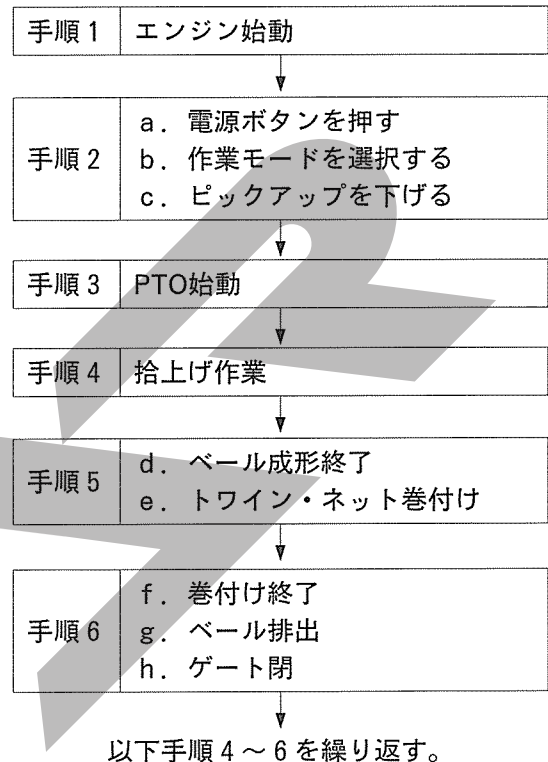 手順1 エンジン始動
手順2
a．電源ボタンを押す
b．作業モードを選択する
c．ピックアップを下げる
手順3 PTO始動
手順4 拾上げ作業
手順5
d．ベール成形終了
e．トワイン・ネット巻付け
手順6
f．巻付け終了
g．ベール排出
h．ゲート閉
以下手順4～6を繰り返す。